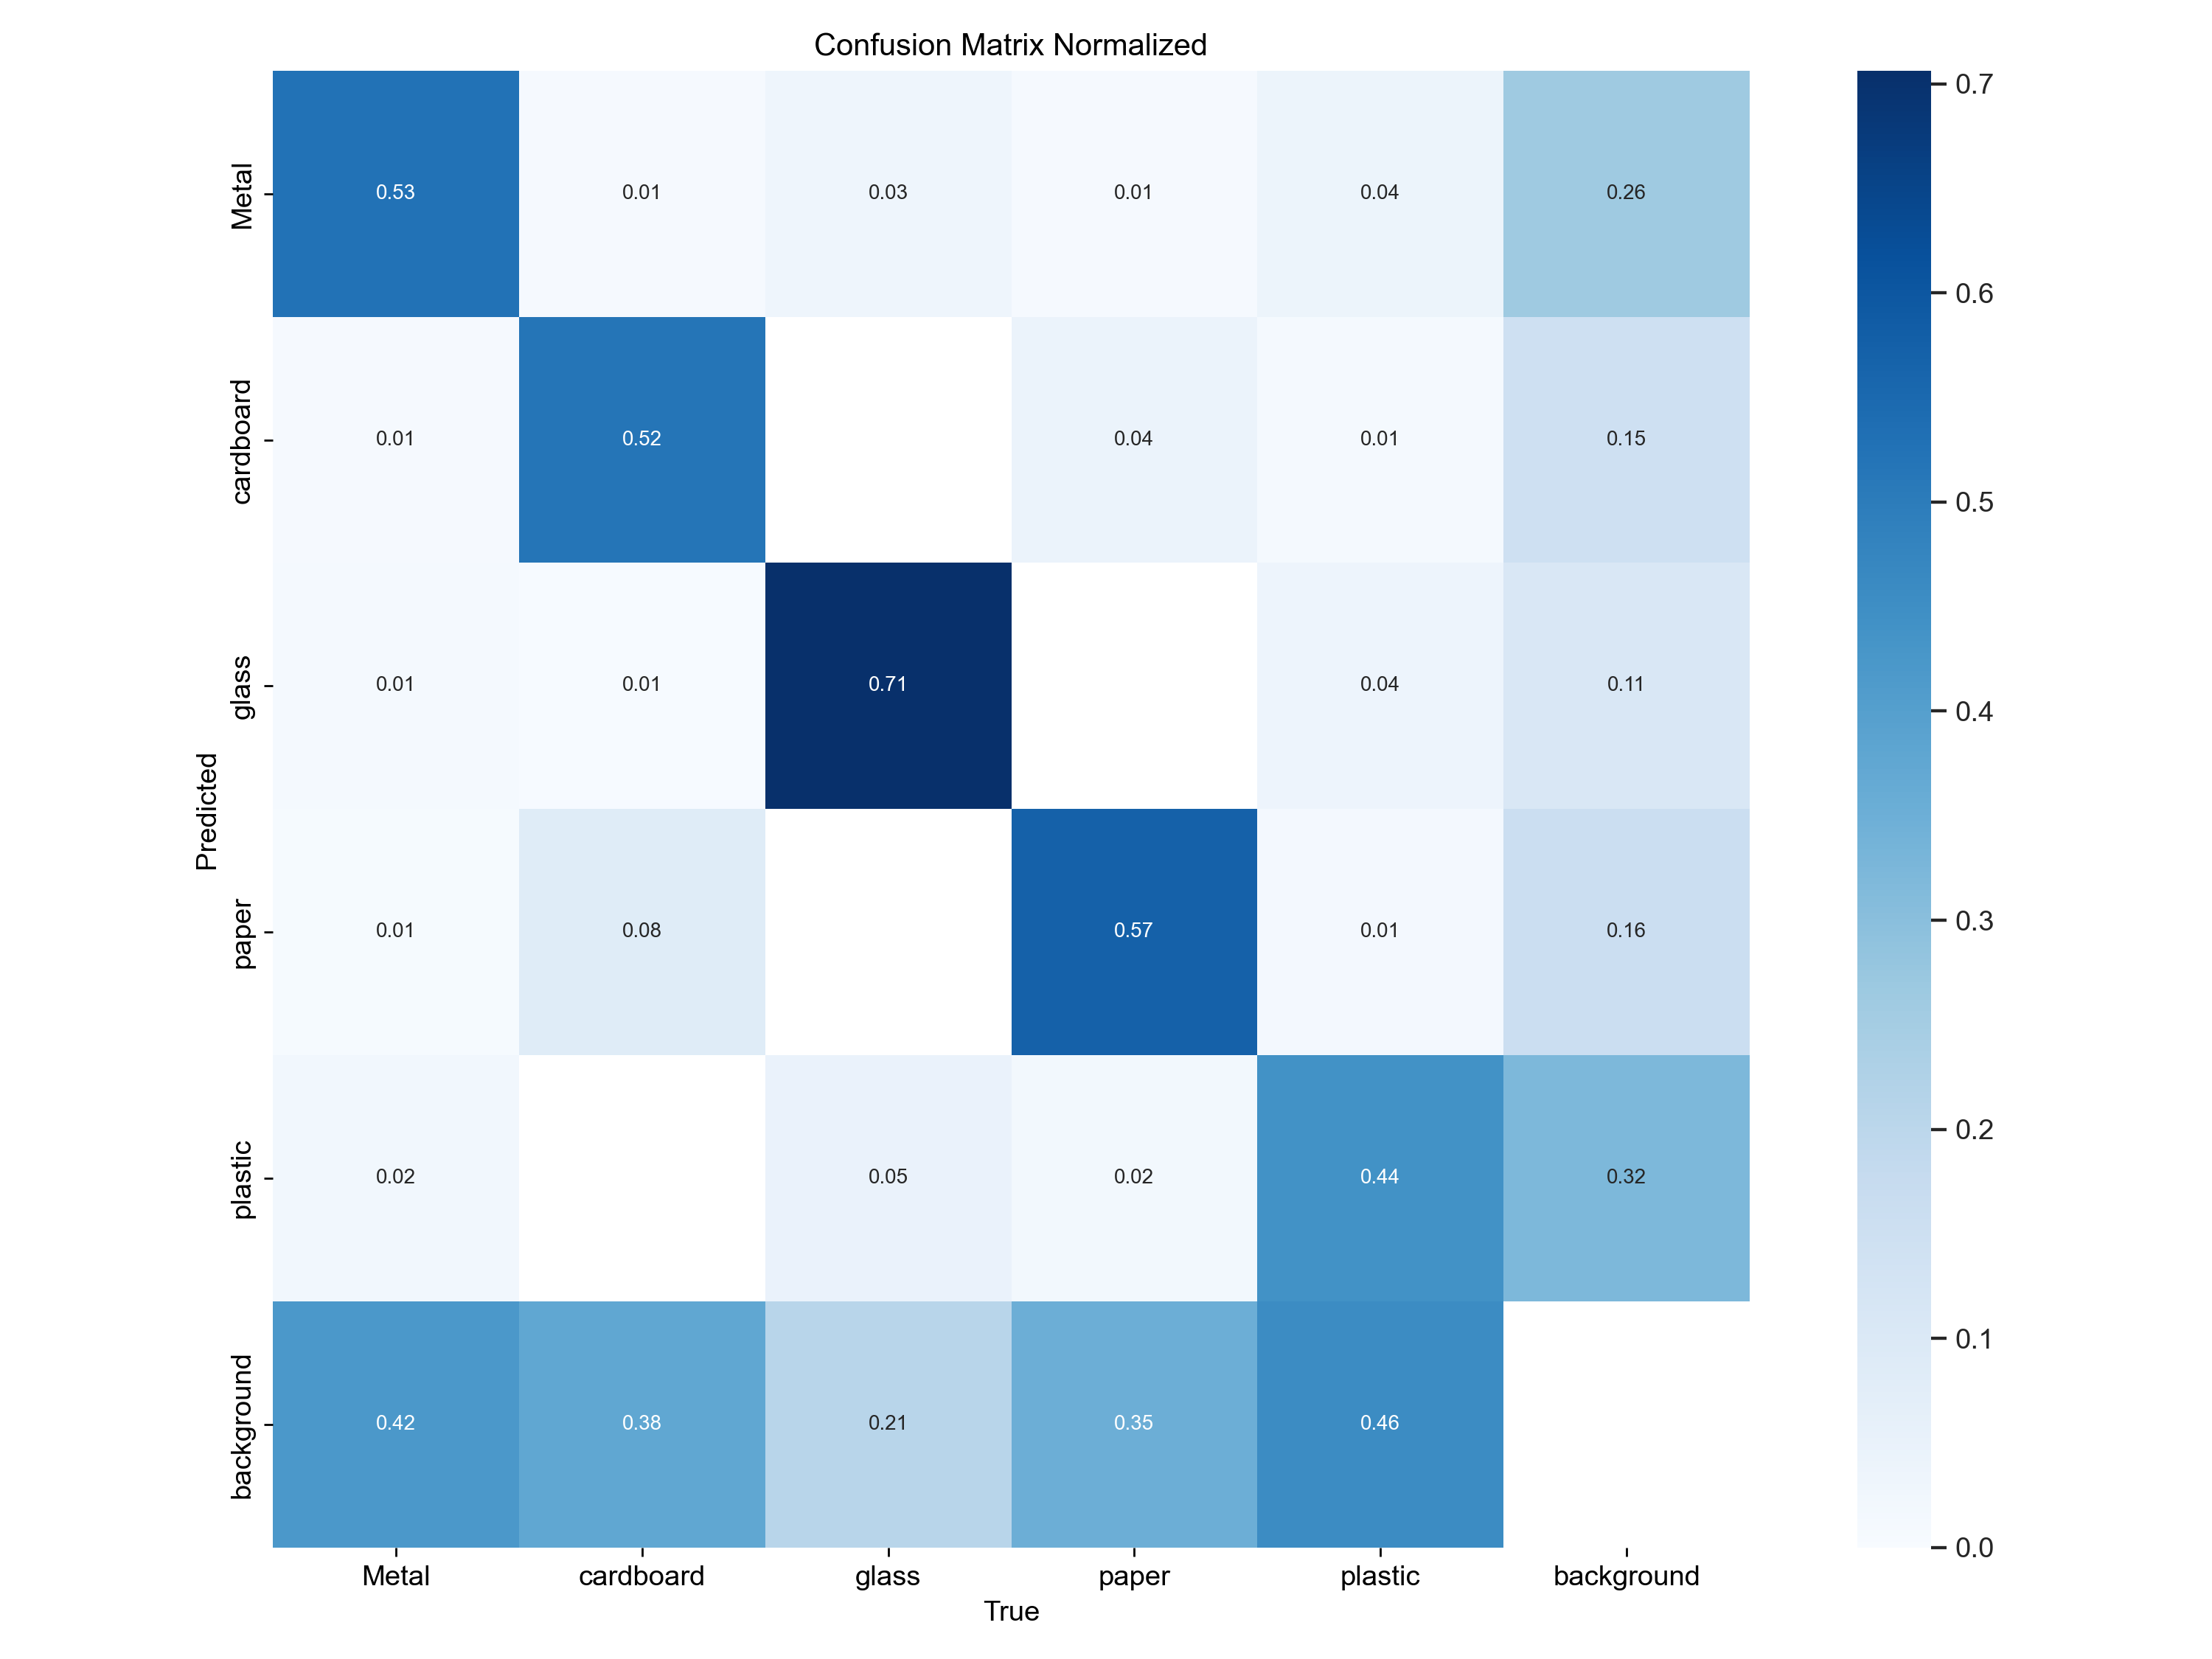 Confusion Matrix Normalized
Metal
0.53
0.01
0.03
0.01
0.04
0.26
cardboard
0.01
0.52
0.04
0.01
0.15
glass
0.01
0.01
0.71
0.04
0.11
paper
0.01
0.08
0.57
0.01
0.16
plastic
0.02
0.05
0.02
0.44
0.32
background
0.42
0.38
0.21
0.35
0.46
Predicted
Metal
cardboard
glass
paper
plastic
background
True
0.7
0.6
0.5
0.4
0.3
0.2
0.1
0.0